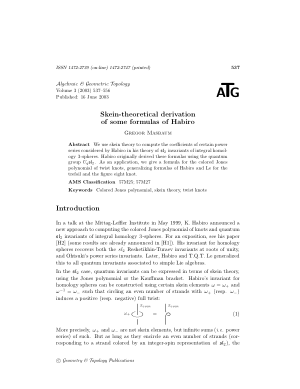 ISSN 1472-2739 (on-line) 1472-2747 (printed) 537
Algebraic & Geometric Topology
Volume 3 (2003) 537–556
Published: 16 June 2003
ATG
Skein-theoretical derivation
of some formulas of Habiro
Gregor Masbaum
Abstract We use skein theory to compute the coefficients of certain power
series considered by Habiro in his theory of sl₂ invariants of integral homol-
ogy 3-spheres. Habiro originally derived these formulas using the quantum
group U_q sl₂. As an application, we give a formula for the colored Jones
polynomial of twist knots, generalizing formulas of Habiro and Le for the
trefoil and the figure eight knot.
AMS Classification 57M25; 57M27
Keywords Colored Jones polynomial, skein theory, twist knots
Introduction
In a talk at the Mittag-Leffler Institute in May 1999, K. Habiro announced a
new approach to computing the colored Jones polynomial of knots and quantum
sl₂ invariants of integral homology 3-spheres. For an exposition, see his paper
[H2] (some results are already announced in [H1]). His invariant for homology
spheres recovers both the sl₂ Reshetikhin-Turaev invariants at roots of unity,
and Ohtsuki's power series invariants. Later, Habiro and T.Q.T. Le generalized
this to all quantum invariants associated to simple Lie algebras.
In the sl₂ case, quantum invariants can be expressed in terms of skein theory,
using the Jones polynomial or the Kauffman bracket. Habiro's invariant for
homology spheres can be constructed using certain skein elements ω = ω₊ and
ω⁻¹ = ω₋ such that circling an even number of strands with ω₊ (resp. ω₋)
induces a positive (resp. negative) full twist:
(1)
More precisely, ω₊ and ω₋ are not skein elements, but infinite sums (i.e. power
series) of such. But as long as they encircle an even number of strands (cor-
responding to a strand colored by an integer-spin representation of sl₂), the
© Geometry & Topology Publications